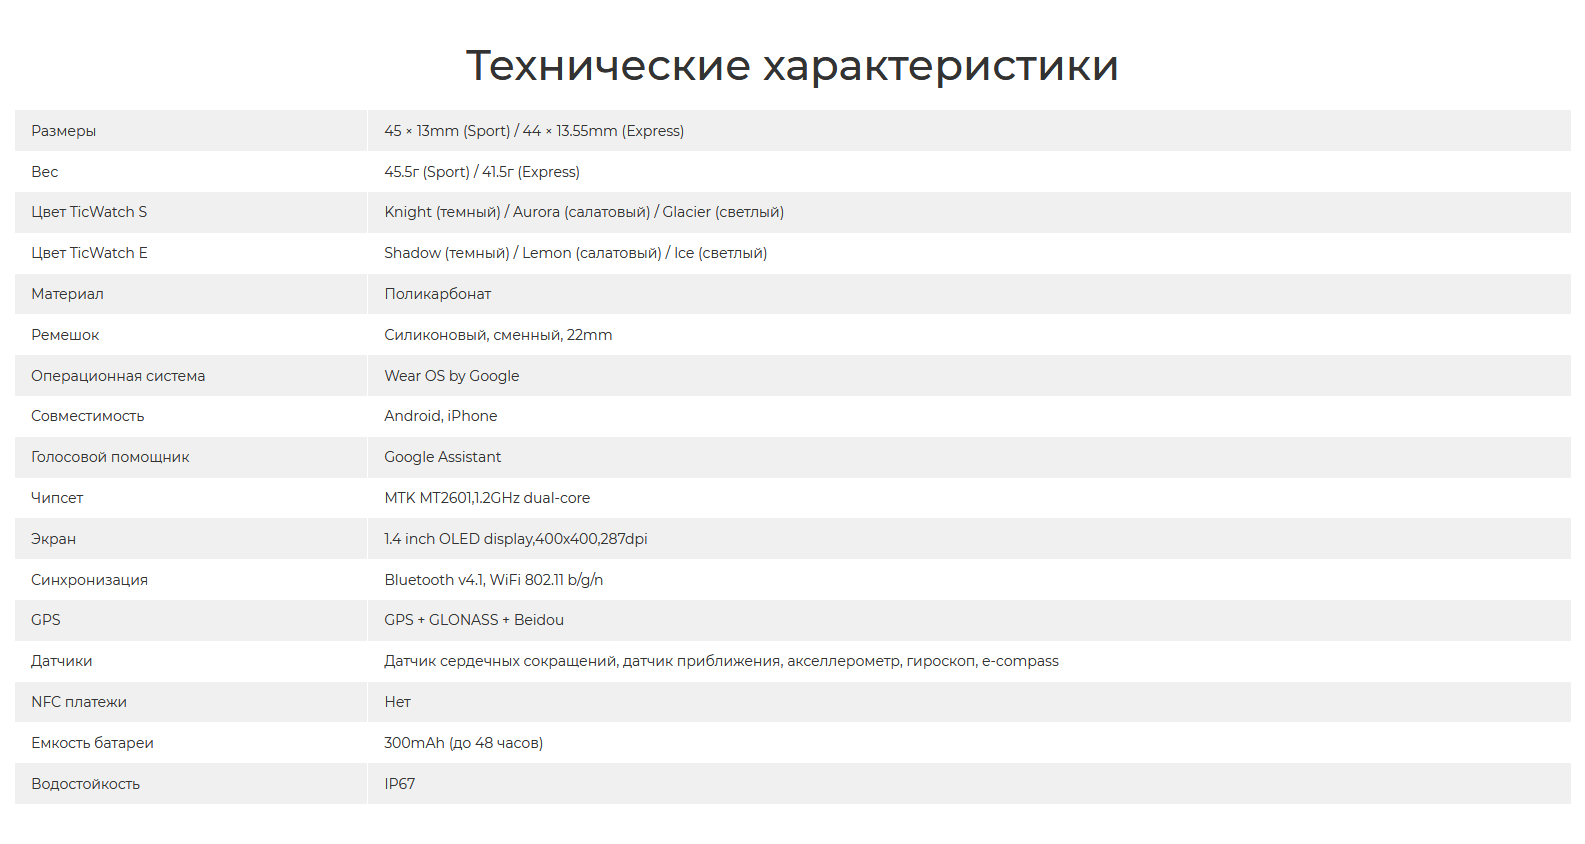 Технические характеристики
Размеры 45 × 13mm (Sport) / 44 × 13.55mm (Express)
Вес 45.5г (Sport) / 41.5г (Express)
Цвет TicWatch S Knight (темный) / Aurora (салатовый) / Glacier (светлый)
Цвет TicWatch E Shadow (темный) / Lemon (салатовый) / Ice (светлый)
Материал Поликарбонат
Ремешок Силиконовый, сменный, 22mm
Операционная система Wear OS by Google
Совместимость Android, iPhone
Голосовой помощник Google Assistant
Чипсет MTK MT2601,1.2GHz dual-core
Экран 1.4 inch OLED display,400x400,287dpi
Синхронизация Bluetooth v4.1, WiFi 802.11 b/g/n
GPS GPS + GLONASS + Beidou
Датчики Датчик сердечных сокращений, датчик приближения, акселлерометр, гироскоп, e-compass
NFC платежи Нет
Емкость батареи 300mAh (до 48 часов)
Водостойкость IP67